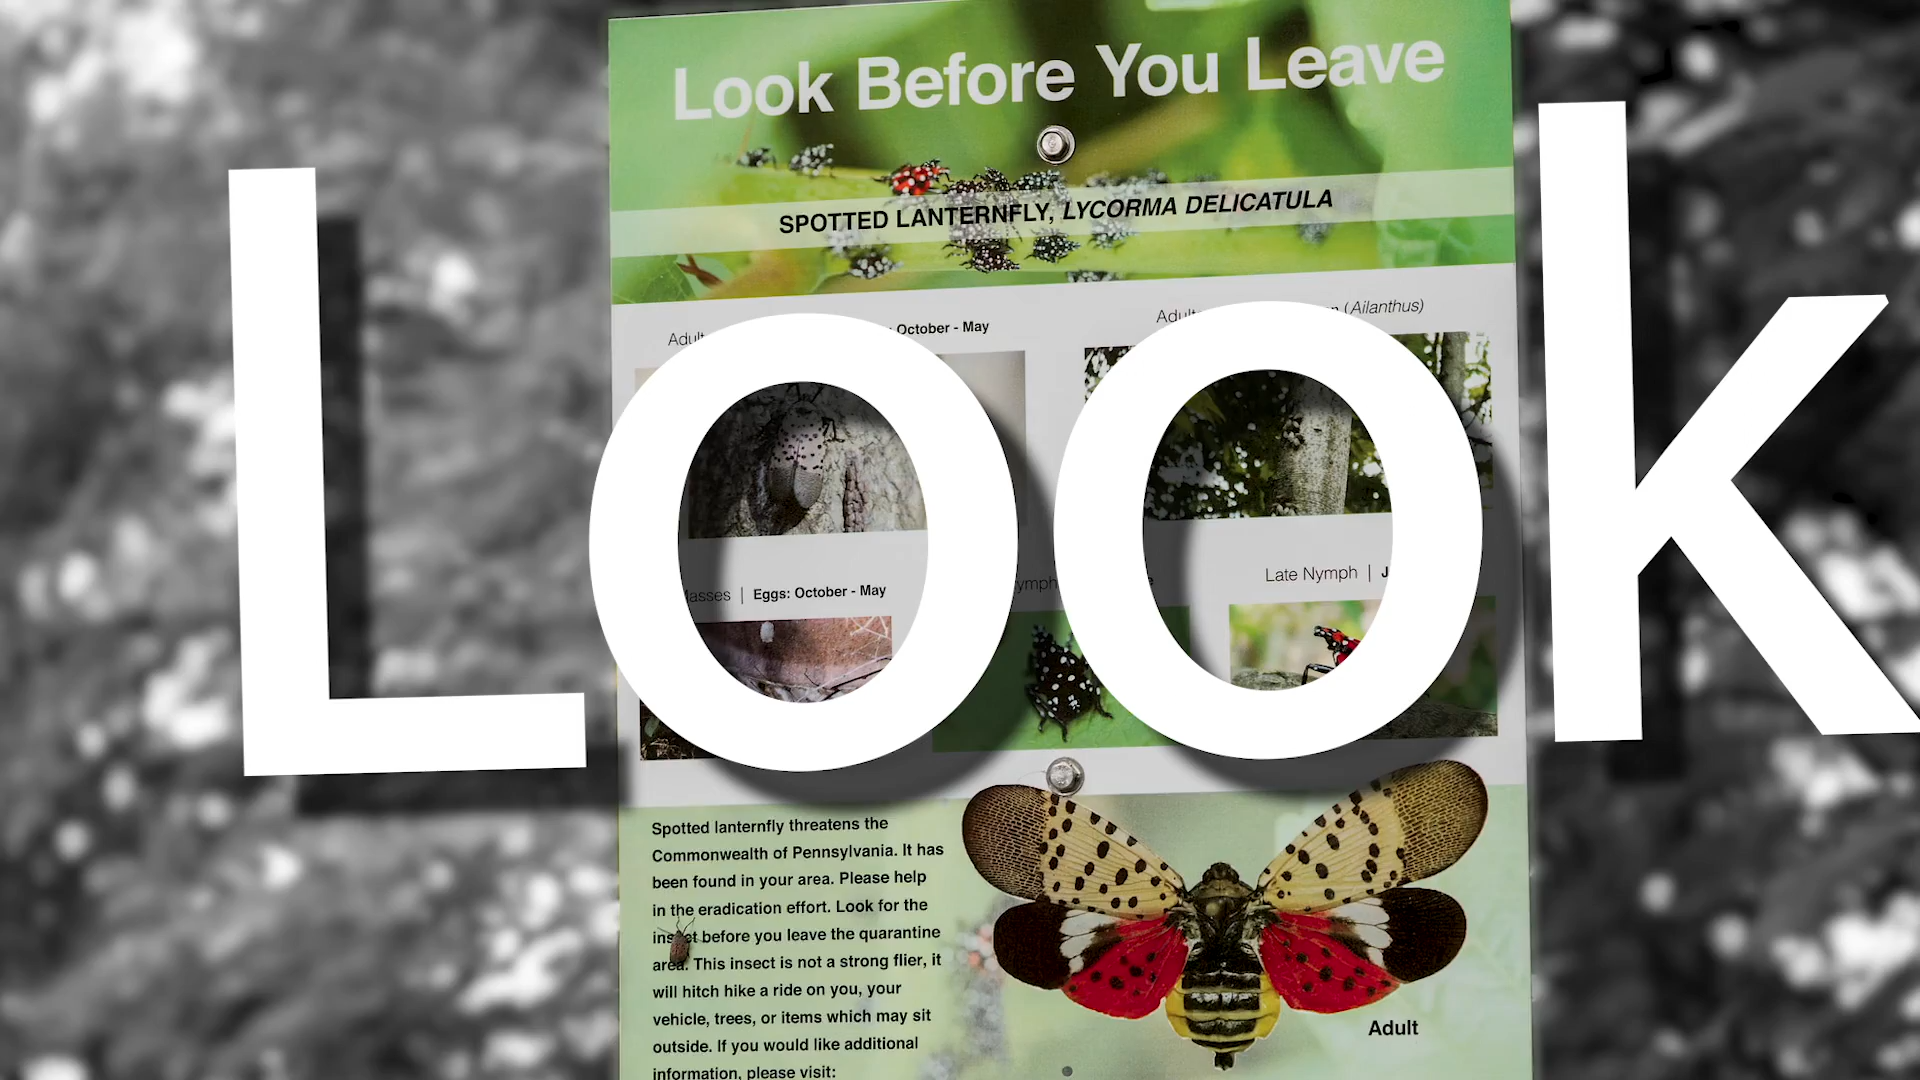 Look Before You Leave
SPOTTED LANTERNFLY, LYCORMA DELICATULA
October - May
(Ailanthus)
Look
Eggs: October - May
Late Nymph |
Spotted lanternfly threatens the
Commonwealth of Pennsylvania. It has
been found in your area. Please help
in the eradication effort. Look for the
insect before you leave the quarantine
area. This insect is not a strong flier, it
will hitch hike a ride on you, your
vehicle, trees, or items which may sit
outside. If you would like additional
information, please visit:
Adult